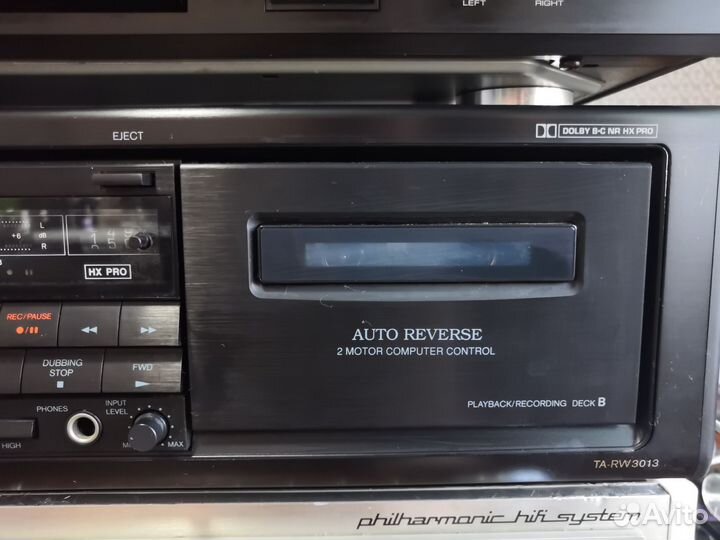 LEFT RIGHT
EJECT
DOLBY B-C NR HX PRO
L
+6 dB
R
HX PRO
REC/PAUSE
AUTO REVERSE
2 MOTOR COMPUTER CONTROL
DUBBING
STOP
FWD
PHONES
INPUT
LEVEL
PLAYBACK/RECORDING DECK B
HIGH
MAX
TA-RW3013
philharmonic hifi system
Avito